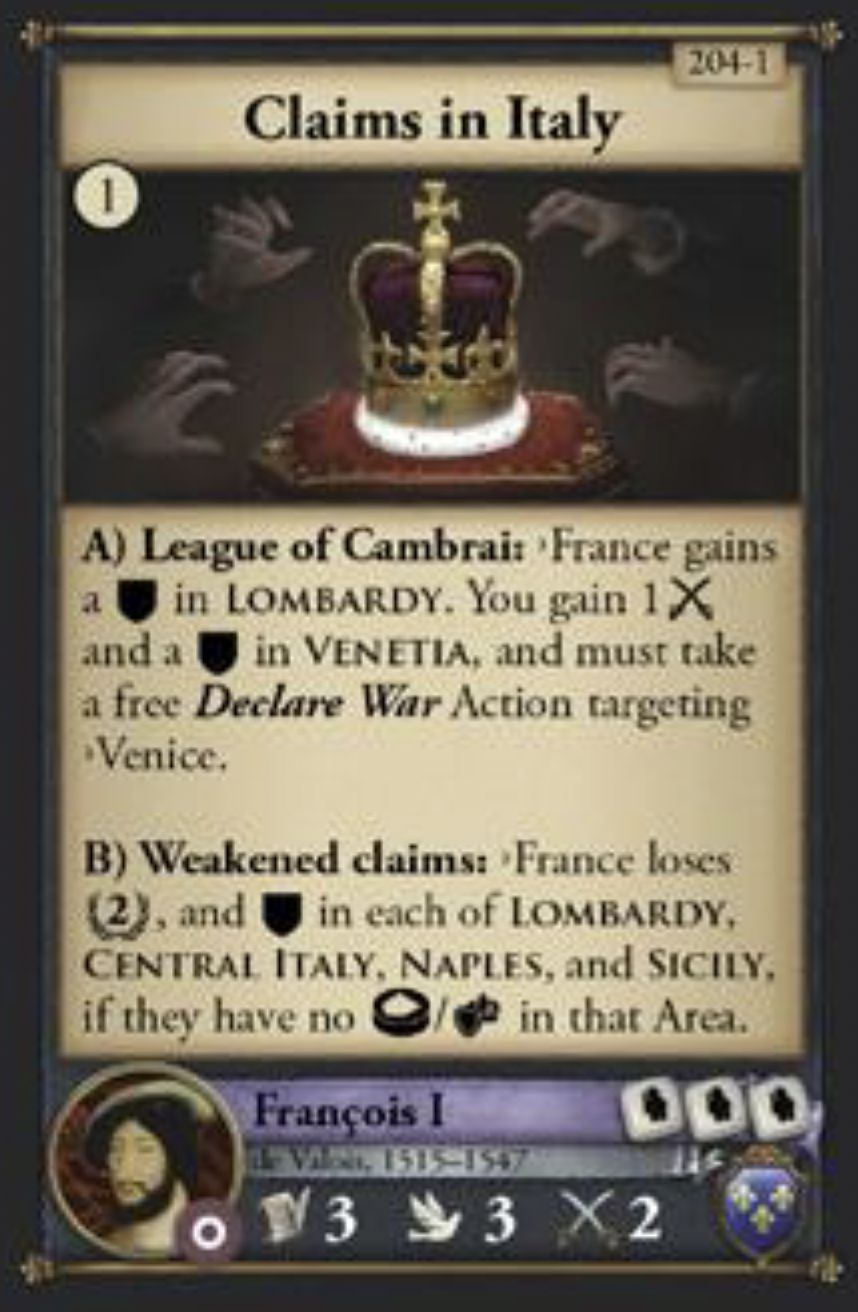 204-1
Claims in Italy
1
A) League of Cambrai: ›France gains
a in LOMBARDY. You gain 1
and a in VENETIA, and must take
a free Declare War Action targeting
›Venice.
B) Weakened claims: ›France loses
(2), and in each of LOMBARDY,
CENTRAL ITALY, NAPLES, and SICILY,
if they have no / in that Area.
François I
de Valois, 1515–1547
3 3 2